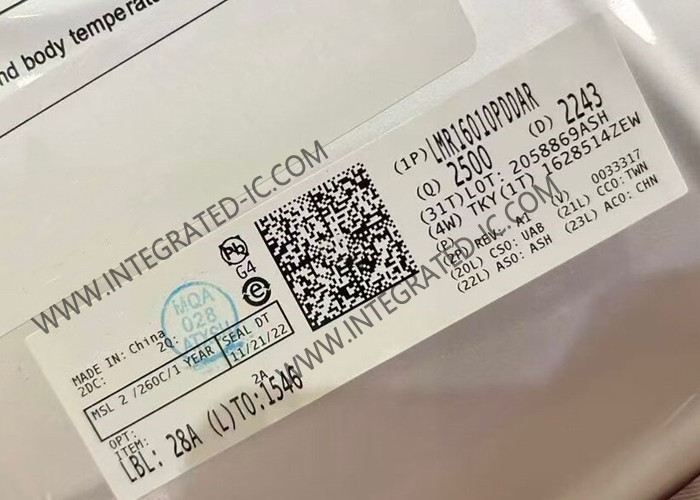 nd body temperat
(1P) LMR16010PDDAR
(Q) 2500 (D) 2243
(31T) LOT: 2058869ASH
(4W) TKY (1T) 1628514ZEW
(P)
(2P) REV: A1 (V) 0033317
(20L) CSO: UAB (21L) CCO: TWN
(22L) ASO: ASH (23L) ACO: CHN
Pb
G4
e
MQA
028
MADE IN: China
2DC: 2Q:
MSL 2 /260C/1 YEAR SEAL DT
11/21/22
OPT:
ITEM: 2A
LBL: 28A (L)TO:1546
WWW.INTEGRATED-IC.COM
WWW.INTEGRATED-IC.COM